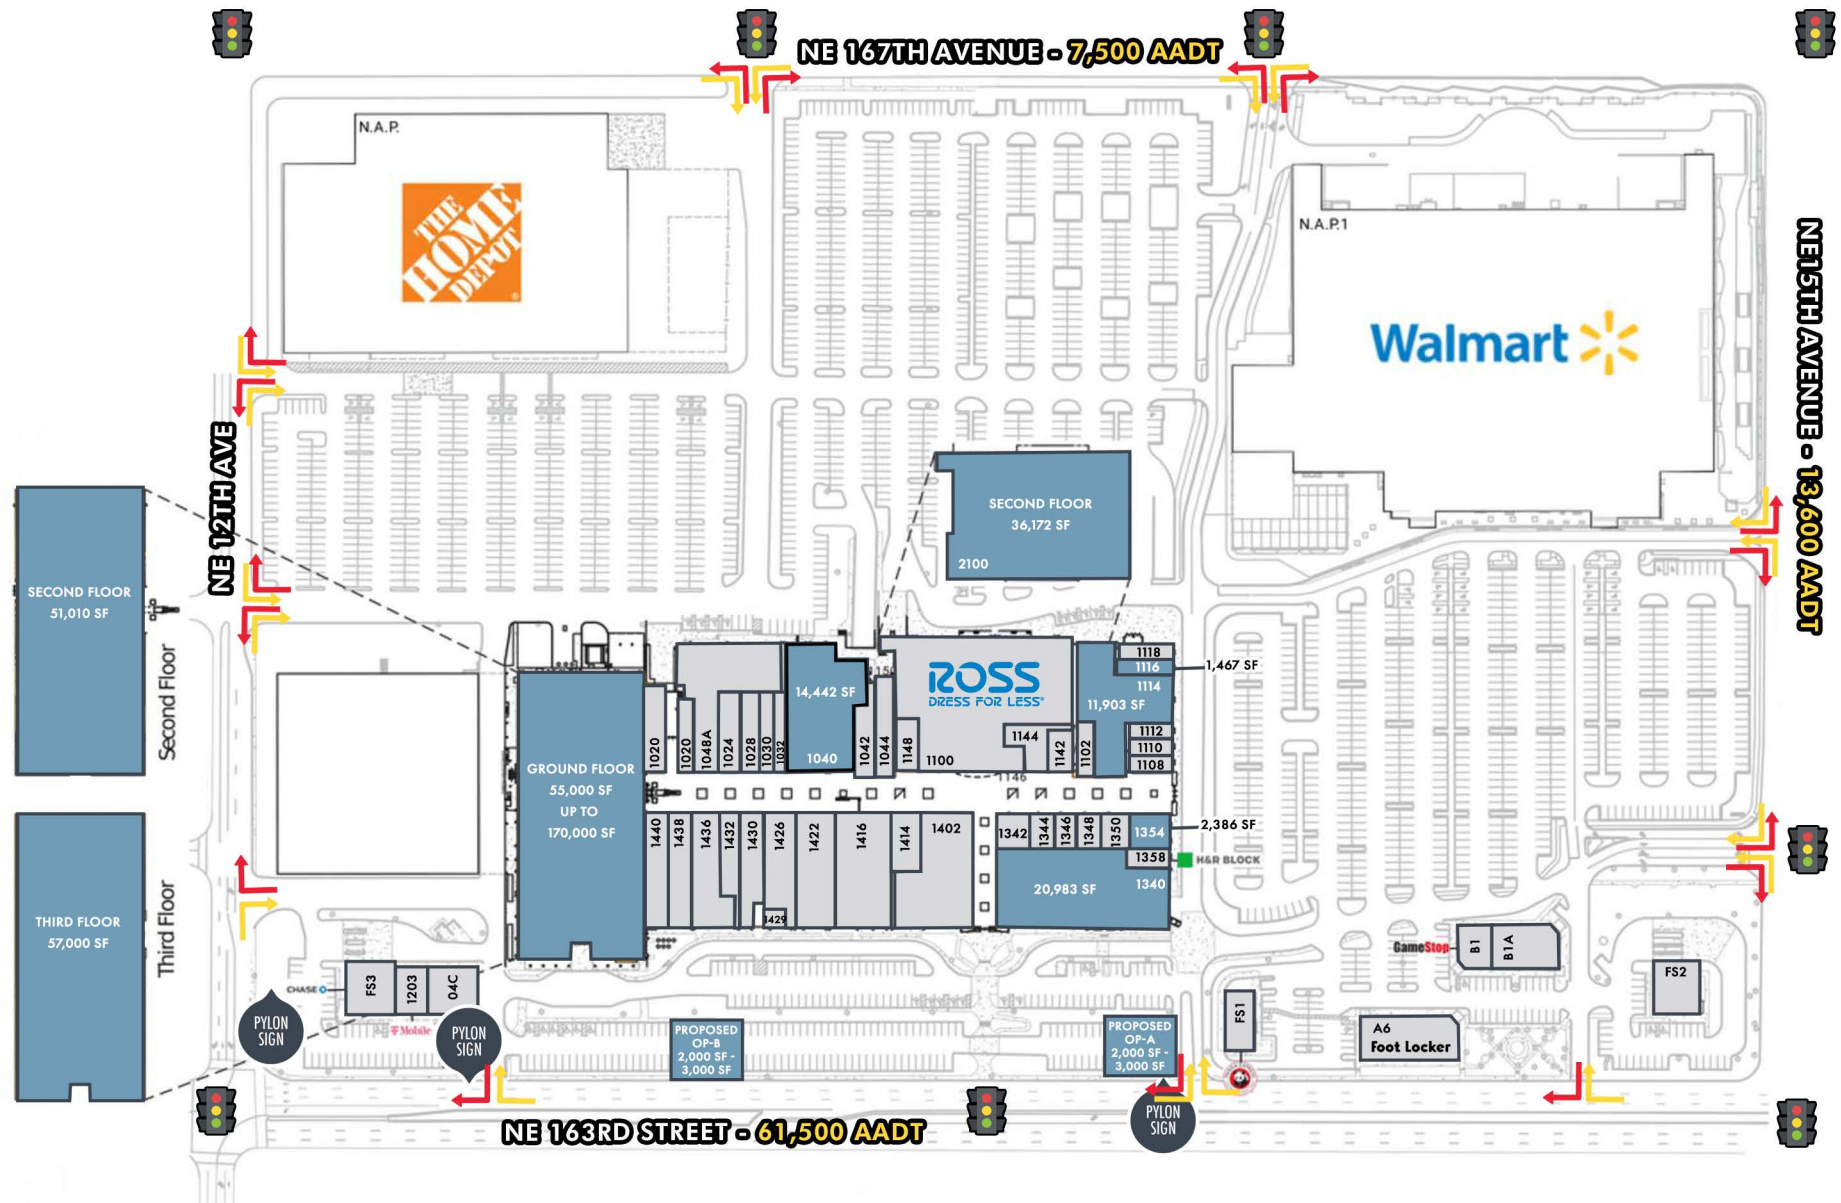 NE 167TH AVENUE - 7,500 AADT
N.A.P.
THE
HOME
DEPOT
N.A.P.1
Walmart
NE15TH AVENUE - 13,600 AADT
NE 12TH AVE
SECOND FLOOR
36,172 SF
2100
SECOND FLOOR
51,010 SF
Second Floor
THIRD FLOOR
57,000 SF
Third Floor
GROUND FLOOR
55,000 SF
UP TO
170,000 SF
1020
1020
1048A
1024
1028
1030
1032
14,442 SF
1040
1042
1044
1148
ROSS
DRESS FOR LESS
1100
1144
1142
1146
1102
1118
1116
1,467 SF
1114
11,903 SF
1112
1110
1108
1440
1438
1436
1432
1430
1426
1429
1422
1416
1414
1402
1342
1344
1346
1348
1350
1354
2,386 SF
1358
H&R BLOCK
1340
20,983 SF
CHASE
FS3
1203
04C
T Mobile
PYLON
SIGN
PYLON
SIGN
PROPOSED
OP-B
2,000 SF -
3,000 SF
PROPOSED
OP-A
2,000 SF -
3,000 SF
PYLON
SIGN
FS1
GameStop
B1
B1A
FS2
A6
Foot Locker
NE 163RD STREET - 61,500 AADT